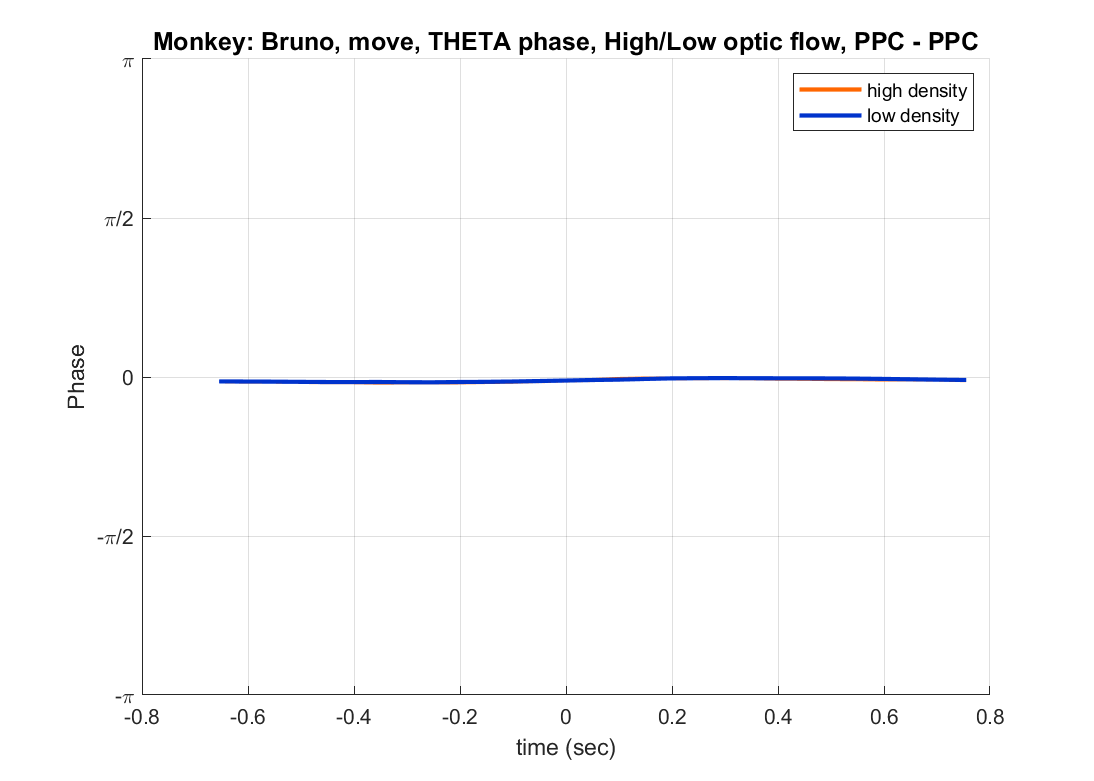 Monkey: Bruno, move, THETA phase, High/Low optic flow, PPC - PPC
π
high density
low density
π/2
Phase
0
-π/2
-π
-0.8 -0.6 -0.4 -0.2 0 0.2 0.4 0.6 0.8
time (sec)